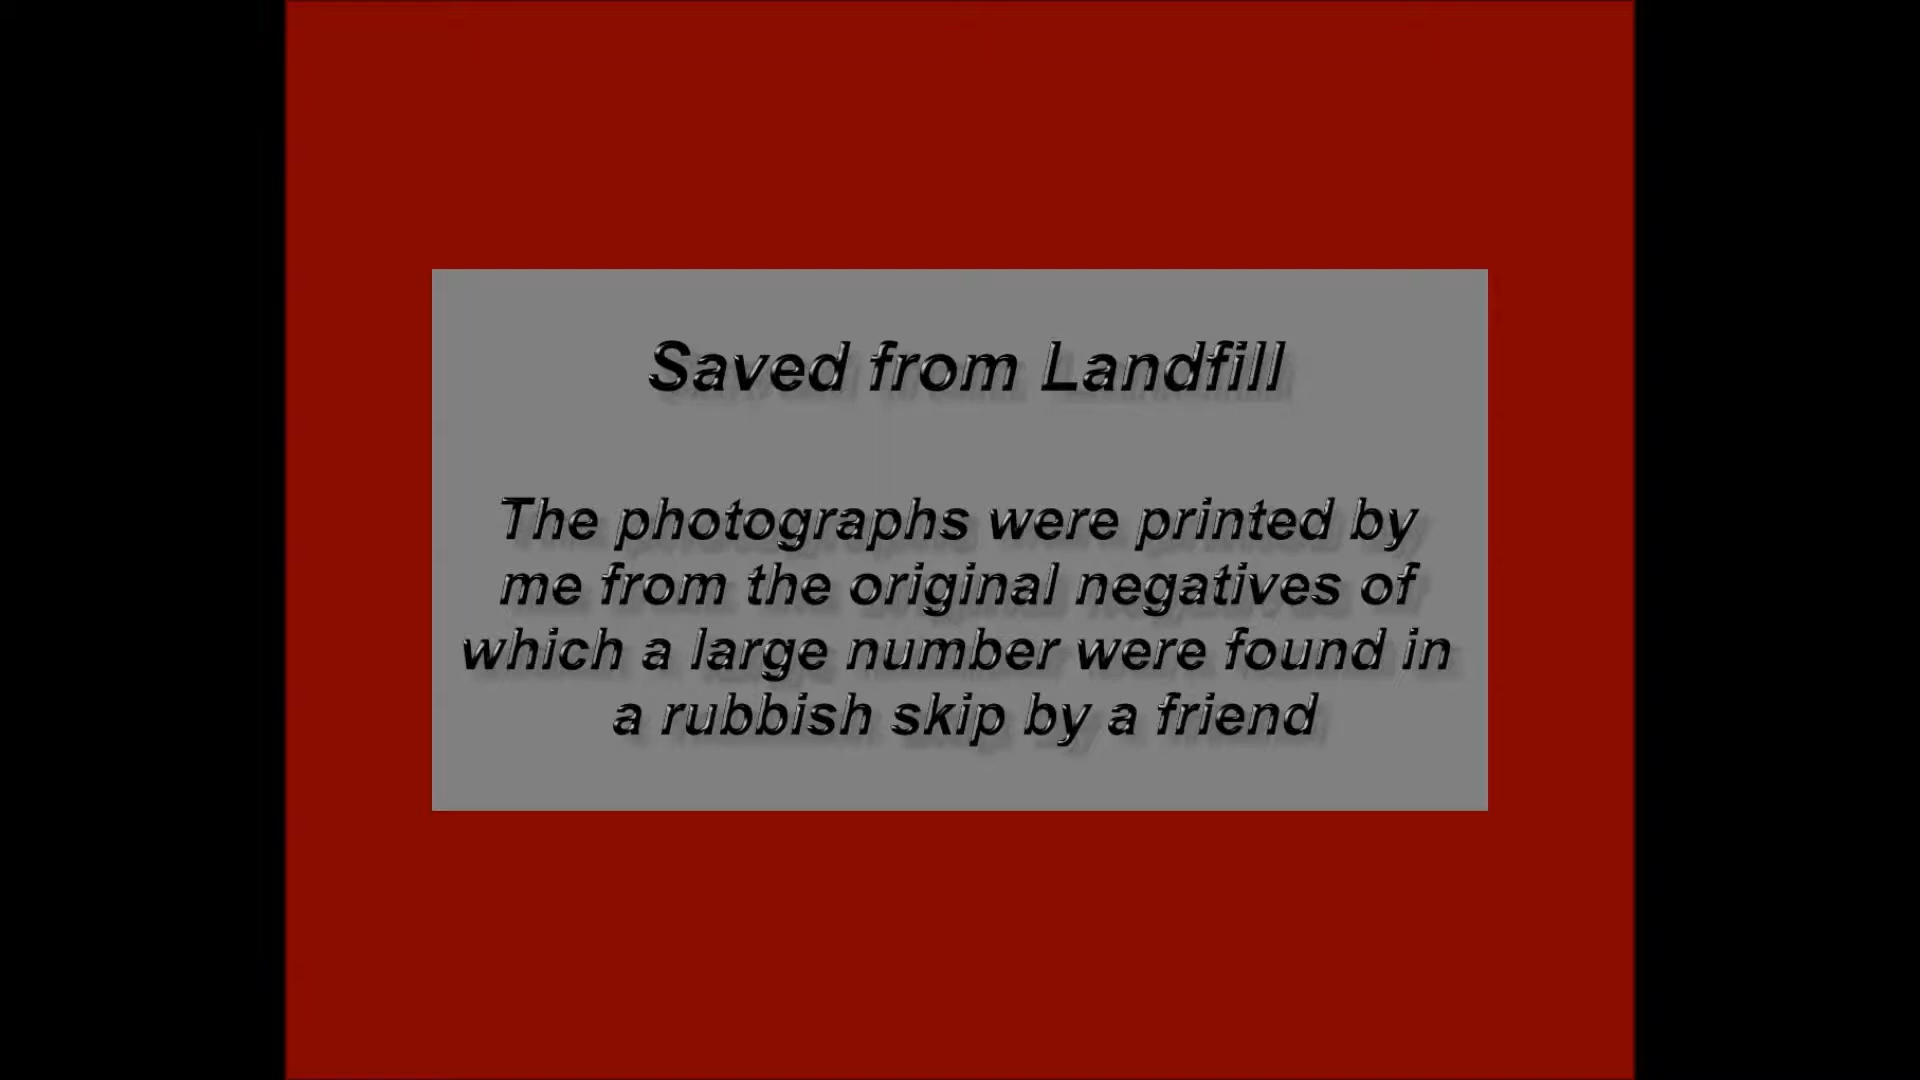 Saved from Landfill
The photographs were printed by
me from the original negatives of
which a large number were found in
a rubbish skip by a friend